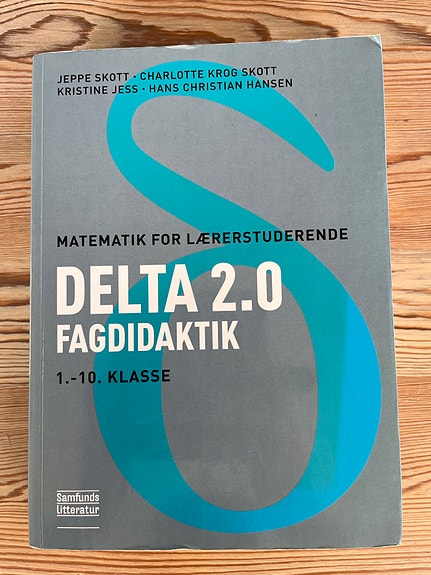 JEPPE SKOTT · CHARLOTTE KROG SKOTT
KRISTINE JESS · HANS CHRISTIAN HANSEN
MATEMATIK FOR LÆRERSTUDERENDE
DELTA 2.0
FAGDIDAKTIK
1.-10. KLASSE
Samfunds
litteratur